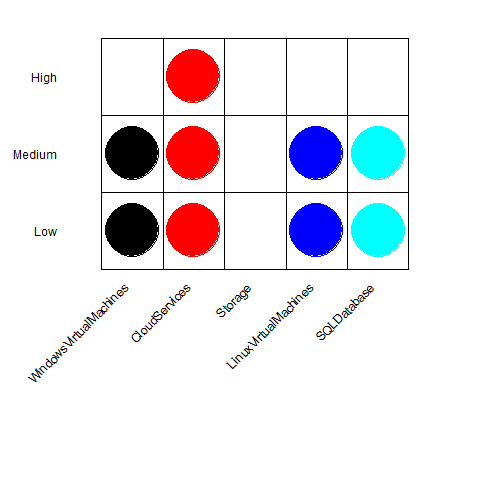 High
Medium
Low
WindowsVirtualMachines
CloudServices
Storage
LinuxVirtualMachines
SQLDatabase